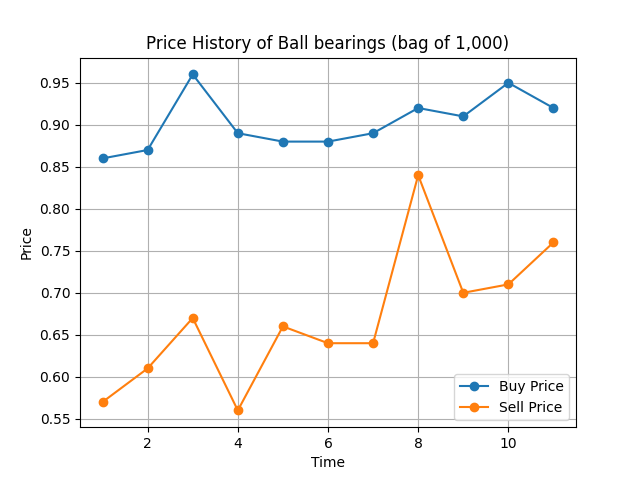 Price History of Ball bearings (bag of 1,000)
Price
0.95
0.90
0.85
0.80
0.75
0.70
0.65
0.60
0.55
Buy Price
Sell Price
2 4 6 8 10
Time